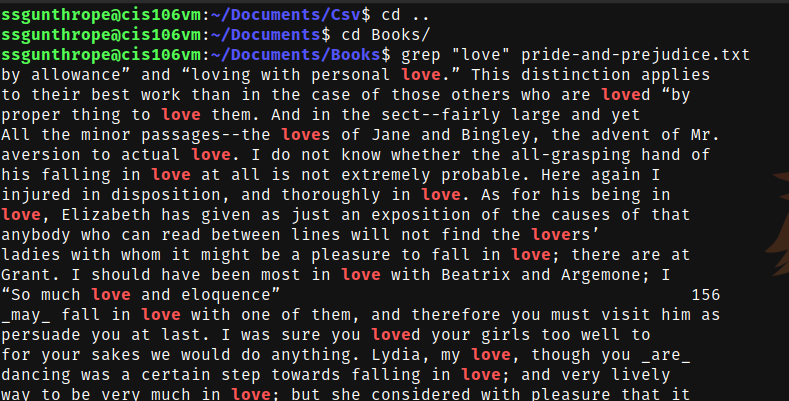 ssgunthrope@cis106vm:~/Documents/Csv$ cd ..
ssgunthrope@cis106vm:~/Documents$ cd Books/
ssgunthrope@cis106vm:~/Documents/Books$ grep "love" pride-and-prejudice.txt
by allowance” and “loving with personal love.” This distinction applies
to their best work than in the case of those others who are loved “by
proper thing to love them. And in the sect--fairly large and yet
All the minor passages--the loves of Jane and Bingley, the advent of Mr.
aversion to actual love. I do not know whether the all-grasping hand of
his falling in love at all is not extremely probable. Here again I
injured in disposition, and thoroughly in love. As for his being in
love, Elizabeth has given as just an exposition of the causes of that
anybody who can read between lines will not find the lovers’
ladies with whom it might be a pleasure to fall in love; there are at
Grant. I should have been most in love with Beatrix and Argemone; I
“So much love and eloquence” 156
_may_ fall in love with one of them, and therefore you must visit him as
persuade you at last. I was sure you loved your girls too well to
for your sakes we would do anything. Lydia, my love, though you _are_
dancing was a certain step towards falling in love; and very lively
way to be very much in love; but she considered with pleasure that it